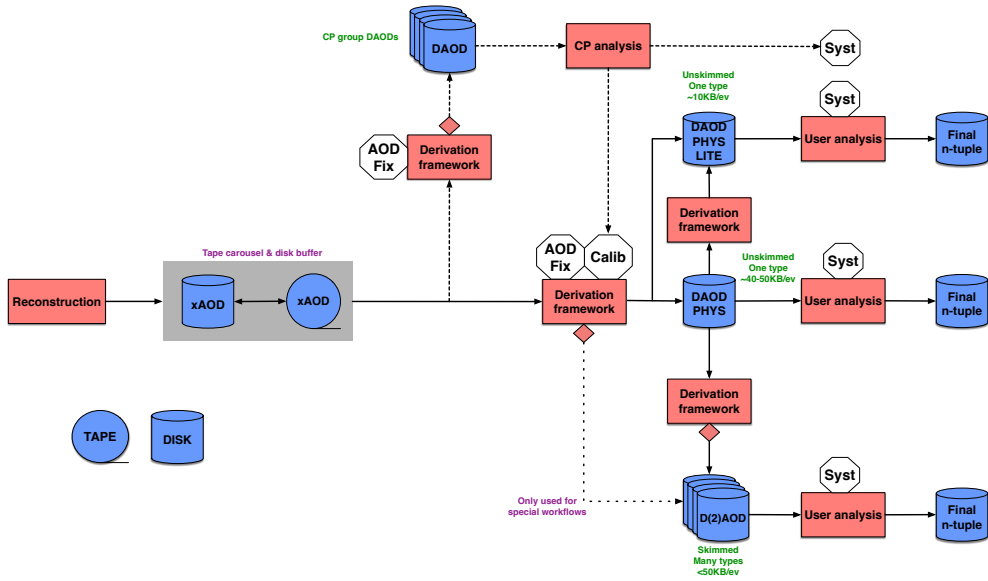 CP group DAODs
DAOD
CP analysis
Syst
Unskimmed
One type
~10KB/ev
Syst
DAOD
PHYS
LITE
User analysis
Final
n-tuple
AOD
Fix
Derivation
framework
Derivation
framework
Tape carousel & disk buffer
AOD
Fix
Calib
Unskimmed
One type
~40-50KB/ev
Syst
Reconstruction
xAOD
xAOD
Derivation
framework
DAOD
PHYS
User analysis
Final
n-tuple
Derivation
framework
TAPE
DISK
Syst
Only used for
special workflows
D(2)AOD
User analysis
Final
n-tuple
Skimmed
Many types
<50KB/ev